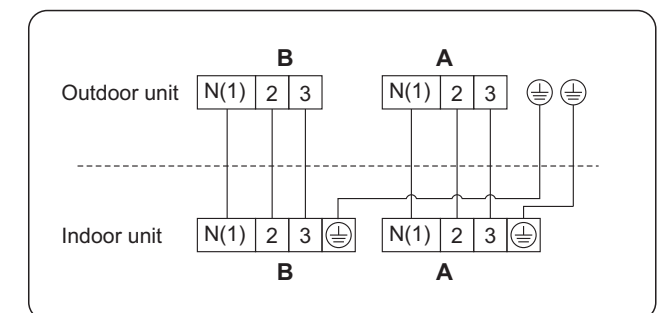 B A
Outdoor unit N(1) 2 3 N(1) 2 3
Indoor unit N(1) 2 3 N(1) 2 3
B A